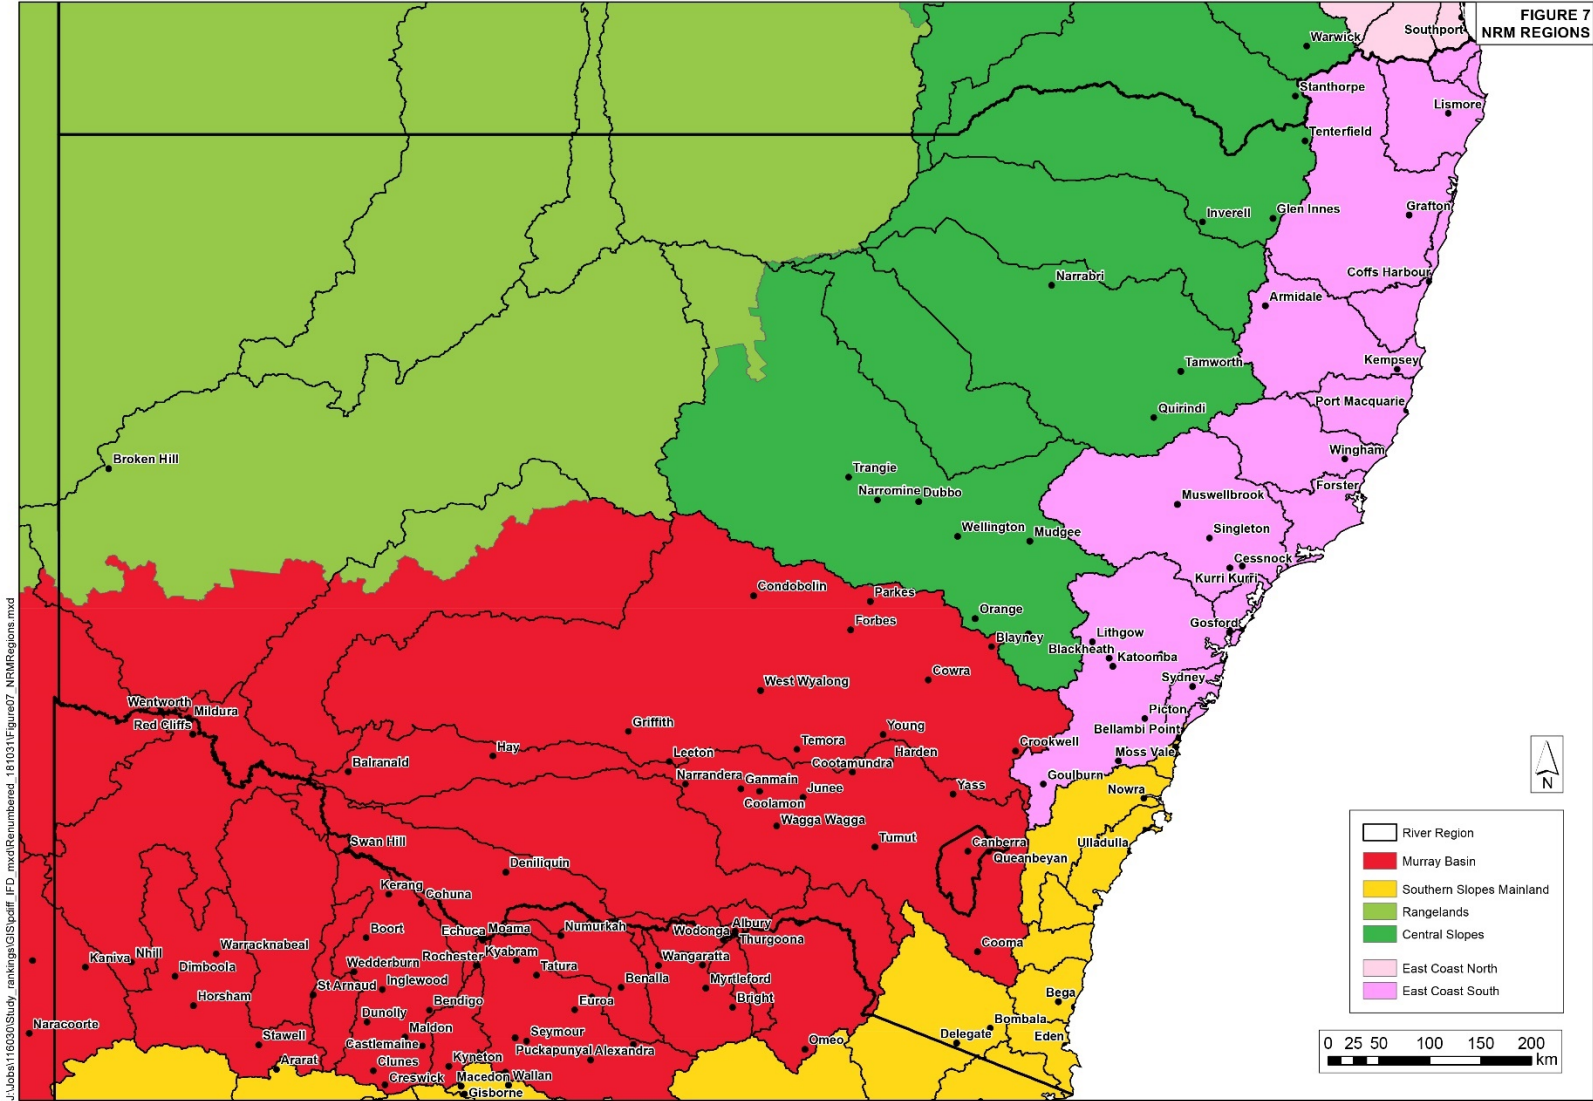 FIGURE 7
NRM REGIONS
Southport
Warwick
Stanthorpe
Lismore
Tenterfield
Grafton
Inverell
Glen Innes
Coffs Harbour
Narrabri
Armidale
Kempsey
Tamworth
Port Macquarie
Quirindi
Wingham
Broken Hill
Trangie
Forster
Narromine
Dubbo
Muswellbrook
Wellington
Mudgee
Singleton
Cessnock
Kurri Kurri
Condobolin
Parkes
Orange
Forbes
Gosford
Blayney
Lithgow
Blackheath
Katoomba
Cowra
Sydney
West Wyalong
Wentworth
Mildura
Picton
Red Cliffs
Griffith
Young
Bellambi Point
Temora
Crookwell
Hay
Leeton
Harden
Moss Vale
Balranald
Cootamundra
Narrandera
Ganmain
Junee
Yass
Goulburn
Coolamon
Nowra
Wagga Wagga
Tumut
Swan Hill
Canberra
Ulladulla
Queanbeyan
Deniliquin
Kerang
Cohuna
Boort
Echuca
Moama
Numurkah
Albury
Wodonga
Thurgoona
Cooma
Warracknabeal
Kaniva
Nhill
Rochester
Kyabram
Wangaratta
Dimboola
Wedderburn
Tatura
Inglewood
Benalla
Myrtleford
St Arnaud
Horsham
Bendigo
Euroa
Bright
Bega
Dunolly
Naracoorte
Maldon
Seymour
Bombala
Stawell
Castlemaine
Puckapunyal
Alexandra
Omeo
Delegate
Eden
Ararat
Clunes
Kyneton
Creswick
Macedon
Wallan
Gisborne
N
River Region
Murray Basin
Southern Slopes Mainland
Rangelands
Central Slopes
East Coast North
East Coast South
0 25 50 100 150 200
km
J:\Jobs\116030\Study_rankings\GIS\pdiff_IFD_mxd\Renumbered_181031\Figure07_NRMRegions.mxd